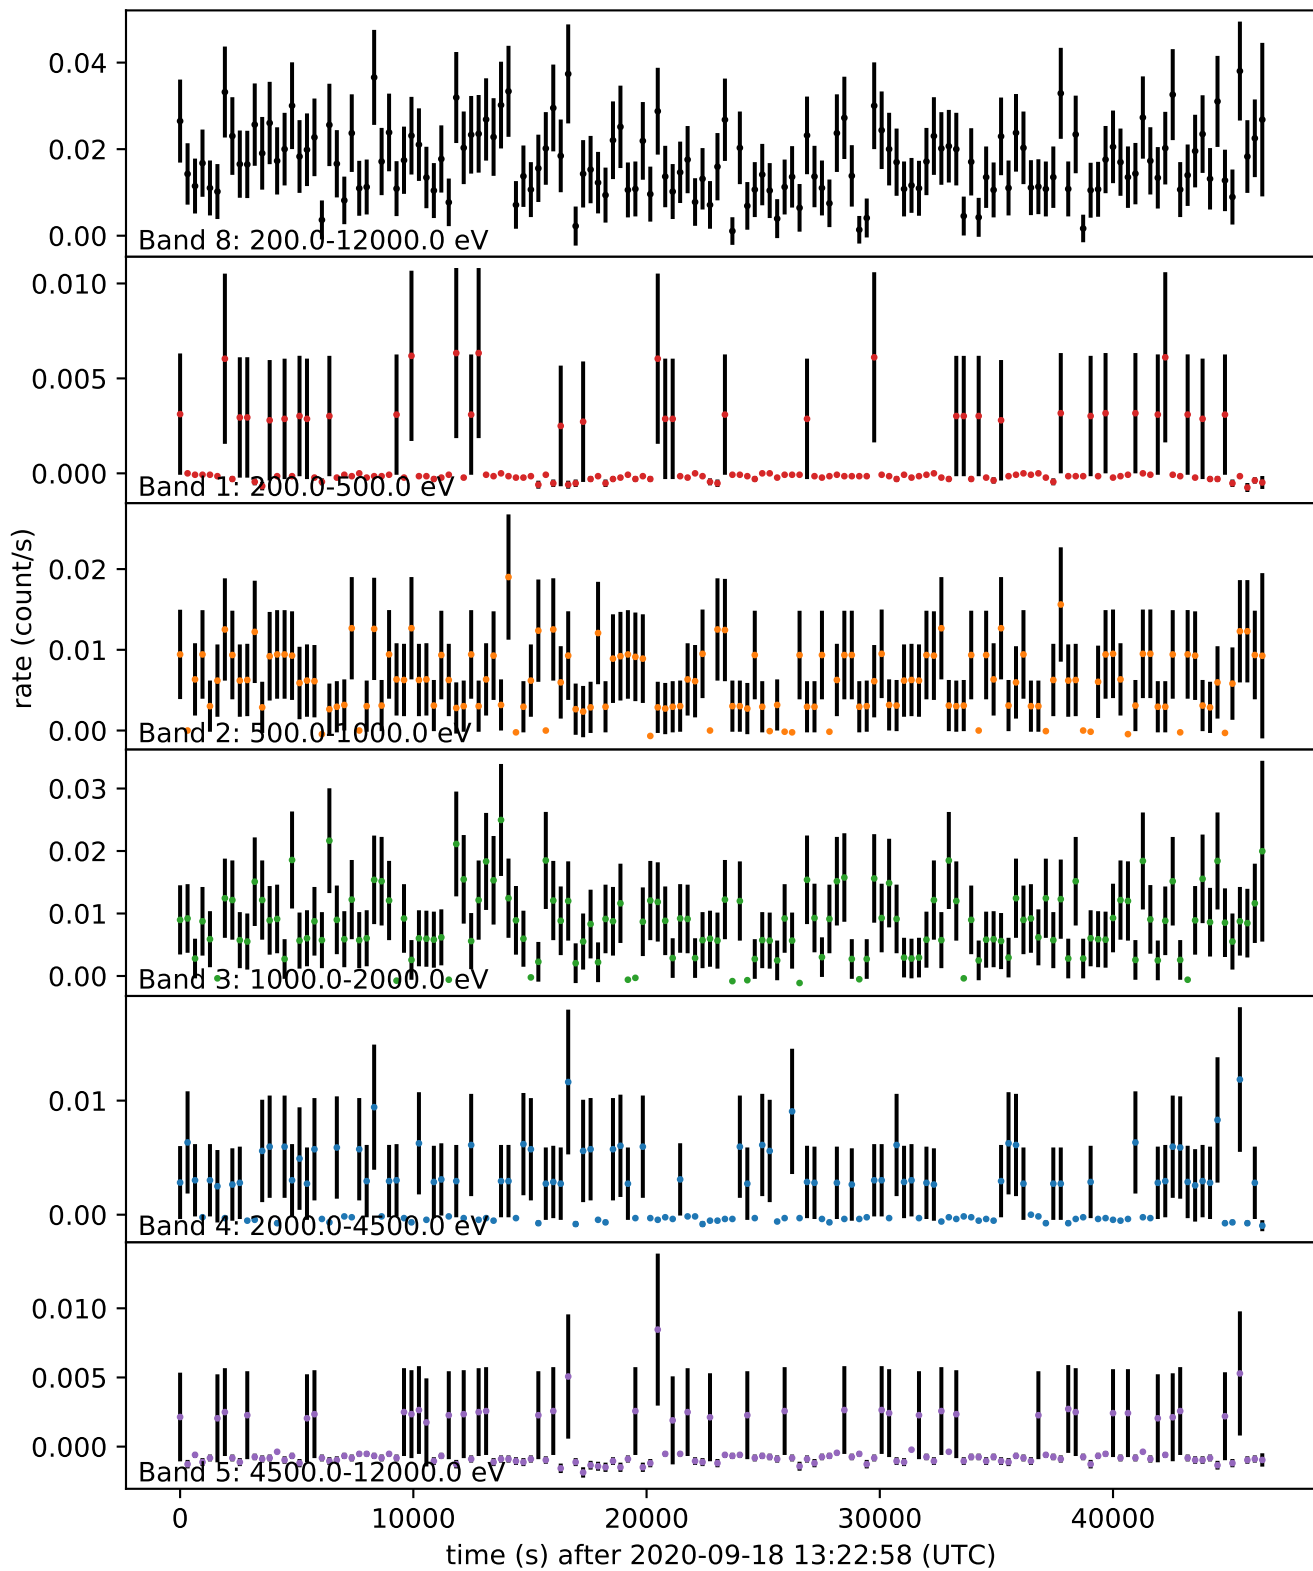 0.04
0.02
0.00
Band 8: 200.0-12000.0 eV
0.010
0.005
0.000
Band 1: 200.0-500.0 eV
0.02
0.01
0.00
Band 2: 500.0-1000.0 eV
rate (count/s)
0.03
0.02
0.01
0.00
Band 3: 1000.0-2000.0 eV
0.01
0.00
Band 4: 2000.0-4500.0 eV
0.010
0.005
0.000
Band 5: 4500.0-12000.0 eV
0 10000 20000 30000 40000
time (s) after 2020-09-18 13:22:58 (UTC)